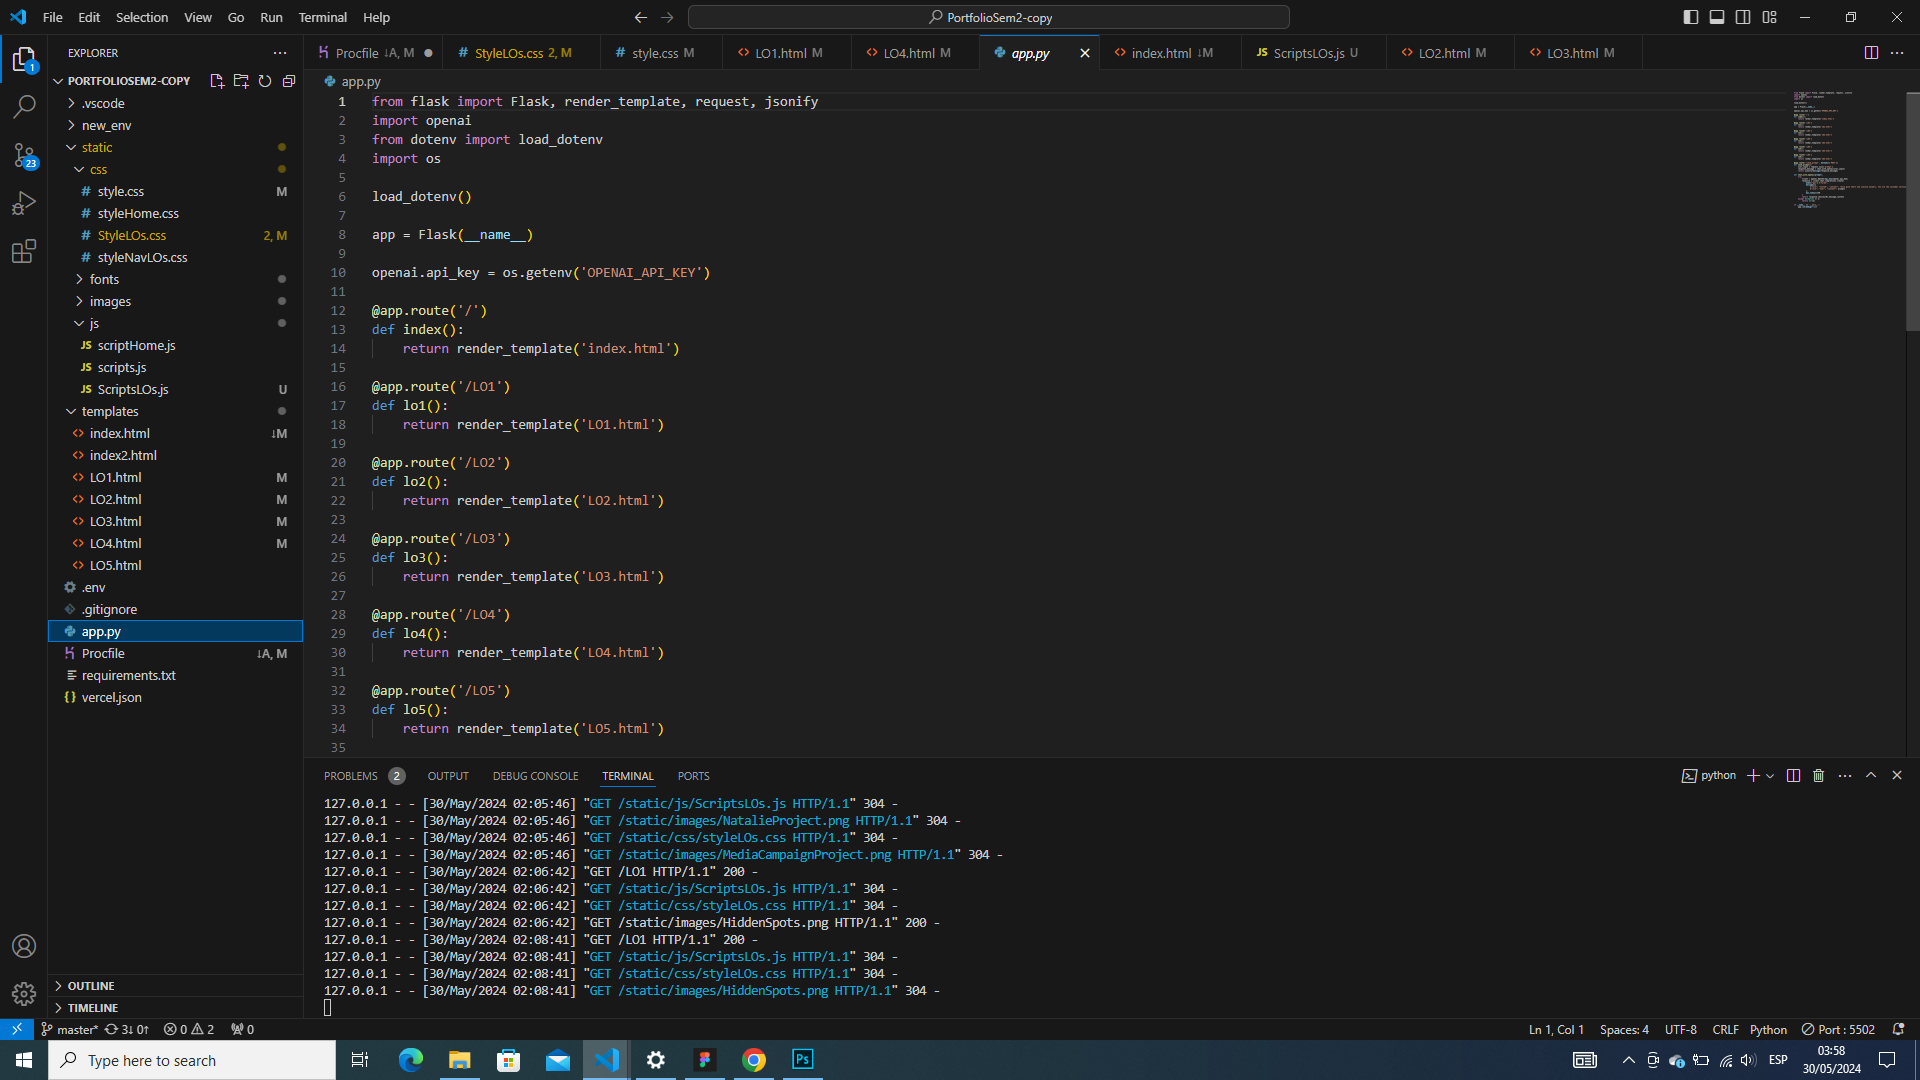 File Edit Selection View Go Run Terminal Help
PortfolioSem2-copy
EXPLORER
PORTFOLIOSEM2-COPY
.vscode
new_env
static
css
style.css M
styleHome.css
StyleLOs.css 2, M
styleNavLOs.css
fonts
images
js
JS scriptHome.js
JS scripts.js
JS ScriptsLOs.js U
templates
index.html ↓M
index2.html
LO1.html M
LO2.html M
LO3.html M
LO4.html M
LO5.html
.env
.gitignore
app.py
Procfile ↓A, M
requirements.txt
vercel.json
OUTLINE
TIMELINE
1
23
Procfile ↓A, M ● # StyleLOs.css 2, M # style.css M <> LO1.html M <> LO4.html M app.py <> index.html ↓M JS ScriptsLOs.js U <> LO2.html M <> LO3.html M
app.py
1 from flask import Flask, render_template, request, jsonify
2 import openai
3 from dotenv import load_dotenv
4 import os
5
6 load_dotenv()
7
8 app = Flask(__name__)
9
10 openai.api_key = os.getenv('OPENAI_API_KEY')
11
12 @app.route('/')
13 def index():
14 return render_template('index.html')
15
16 @app.route('/LO1')
17 def lo1():
18 return render_template('LO1.html')
19
20 @app.route('/LO2')
21 def lo2():
22 return render_template('LO2.html')
23
24 @app.route('/LO3')
25 def lo3():
26 return render_template('LO3.html')
27
28 @app.route('/LO4')
29 def lo4():
30 return render_template('LO4.html')
31
32 @app.route('/LO5')
33 def lo5():
34 return render_template('LO5.html')
35
PROBLEMS 2 OUTPUT DEBUG CONSOLE TERMINAL PORTS
python
127.0.0.1 - - [30/May/2024 02:05:46] "GET /static/js/ScriptsLOs.js HTTP/1.1" 304 -
127.0.0.1 - - [30/May/2024 02:05:46] "GET /static/images/NatalieProject.png HTTP/1.1" 304 -
127.0.0.1 - - [30/May/2024 02:05:46] "GET /static/css/styleLOs.css HTTP/1.1" 304 -
127.0.0.1 - - [30/May/2024 02:05:46] "GET /static/images/MediaCampaignProject.png HTTP/1.1" 304 -
127.0.0.1 - - [30/May/2024 02:06:42] "GET /LO1 HTTP/1.1" 200 -
127.0.0.1 - - [30/May/2024 02:06:42] "GET /static/js/ScriptsLOs.js HTTP/1.1" 304 -
127.0.0.1 - - [30/May/2024 02:06:42] "GET /static/css/styleLOs.css HTTP/1.1" 304 -
127.0.0.1 - - [30/May/2024 02:06:42] "GET /static/images/HiddenSpots.png HTTP/1.1" 200 -
127.0.0.1 - - [30/May/2024 02:08:41] "GET /LO1 HTTP/1.1" 200 -
127.0.0.1 - - [30/May/2024 02:08:41] "GET /static/js/ScriptsLOs.js HTTP/1.1" 304 -
127.0.0.1 - - [30/May/2024 02:08:41] "GET /static/css/styleLOs.css HTTP/1.1" 304 -
127.0.0.1 - - [30/May/2024 02:08:41] "GET /static/images/HiddenSpots.png HTTP/1.1" 304 -
master* 3↓ 0↑ 0 2 0
Ln 1, Col 1 Spaces: 4 UTF-8 CRLF Python Port : 5502
Type here to search
Ps
ESP
03:58
30/05/2024